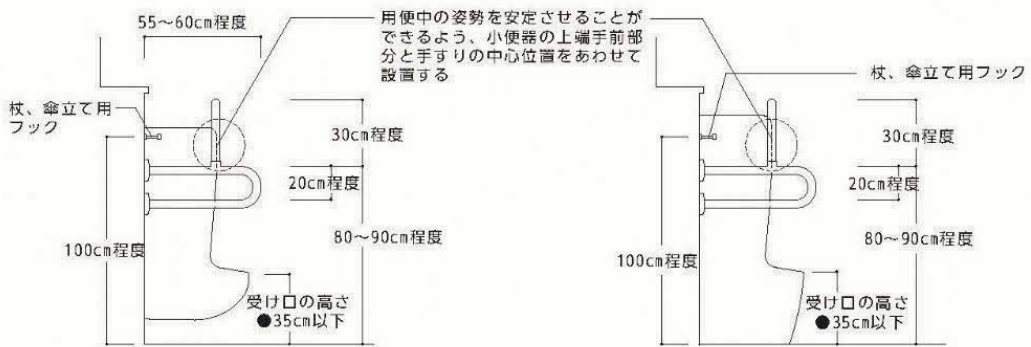 55～60cm程度
用便中の姿勢を安定させることが
できるよう、小便器の上端手前部
分と手すりの中心位置をあわせて
設置する
杖、傘立て用
フック
30cm程度
20cm程度
100cm程度
80～90cm程度
受け口の高さ
●35cm以下
杖、傘立て用フック
30cm程度
20cm程度
100cm程度
80～90cm程度
受け口の高さ
●35cm以下